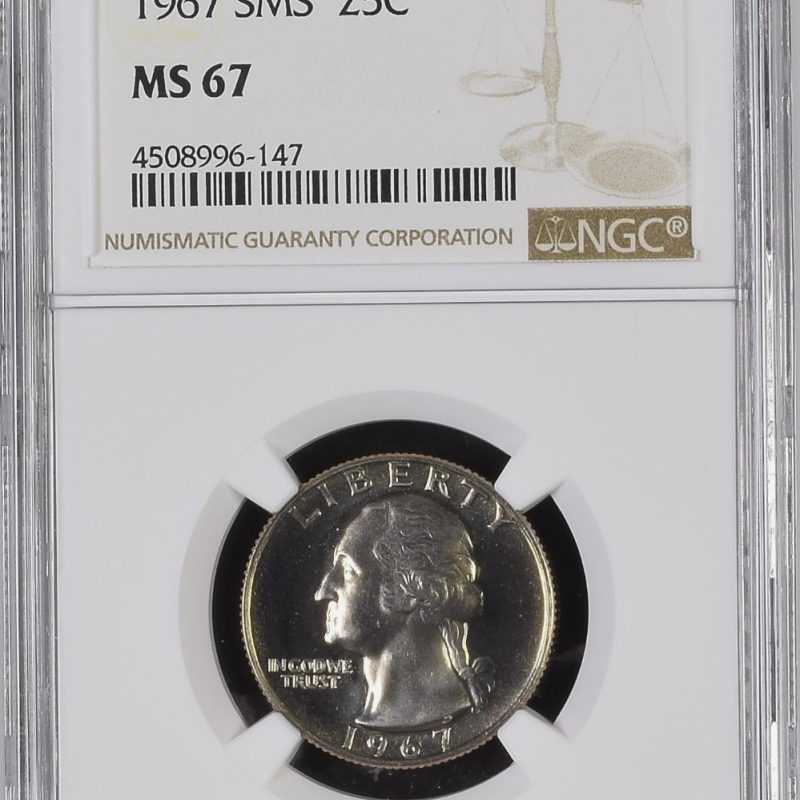 1967 SMS 25C
MS 67
4508996-147
NUMISMATIC GUARANTY CORPORATION
NGC®
LIBERTY
IN GOD WE
TRUST
1967